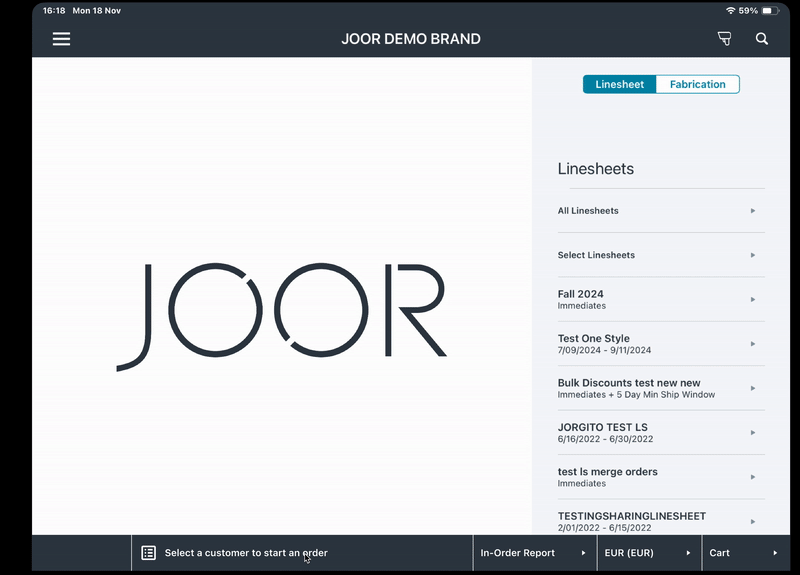 16:18 Mon 18 Nov
59%
JOOR DEMO BRAND
Linesheet
Fabrication
Linesheets
All Linesheets
Select Linesheets
Fall 2024
Immediates
Test One Style
7/09/2024 - 9/11/2024
Bulk Discounts test new new
Immediates + 5 Day Min Ship Window
JORGITO TEST LS
6/16/2022 - 6/30/2022
test ls merge orders
Immediates
TESTINGSHARINGLINESHEET
2/01/2022 - 6/15/2022
JOOR
Select a customer to start an order
In-Order Report
EUR (EUR)
Cart